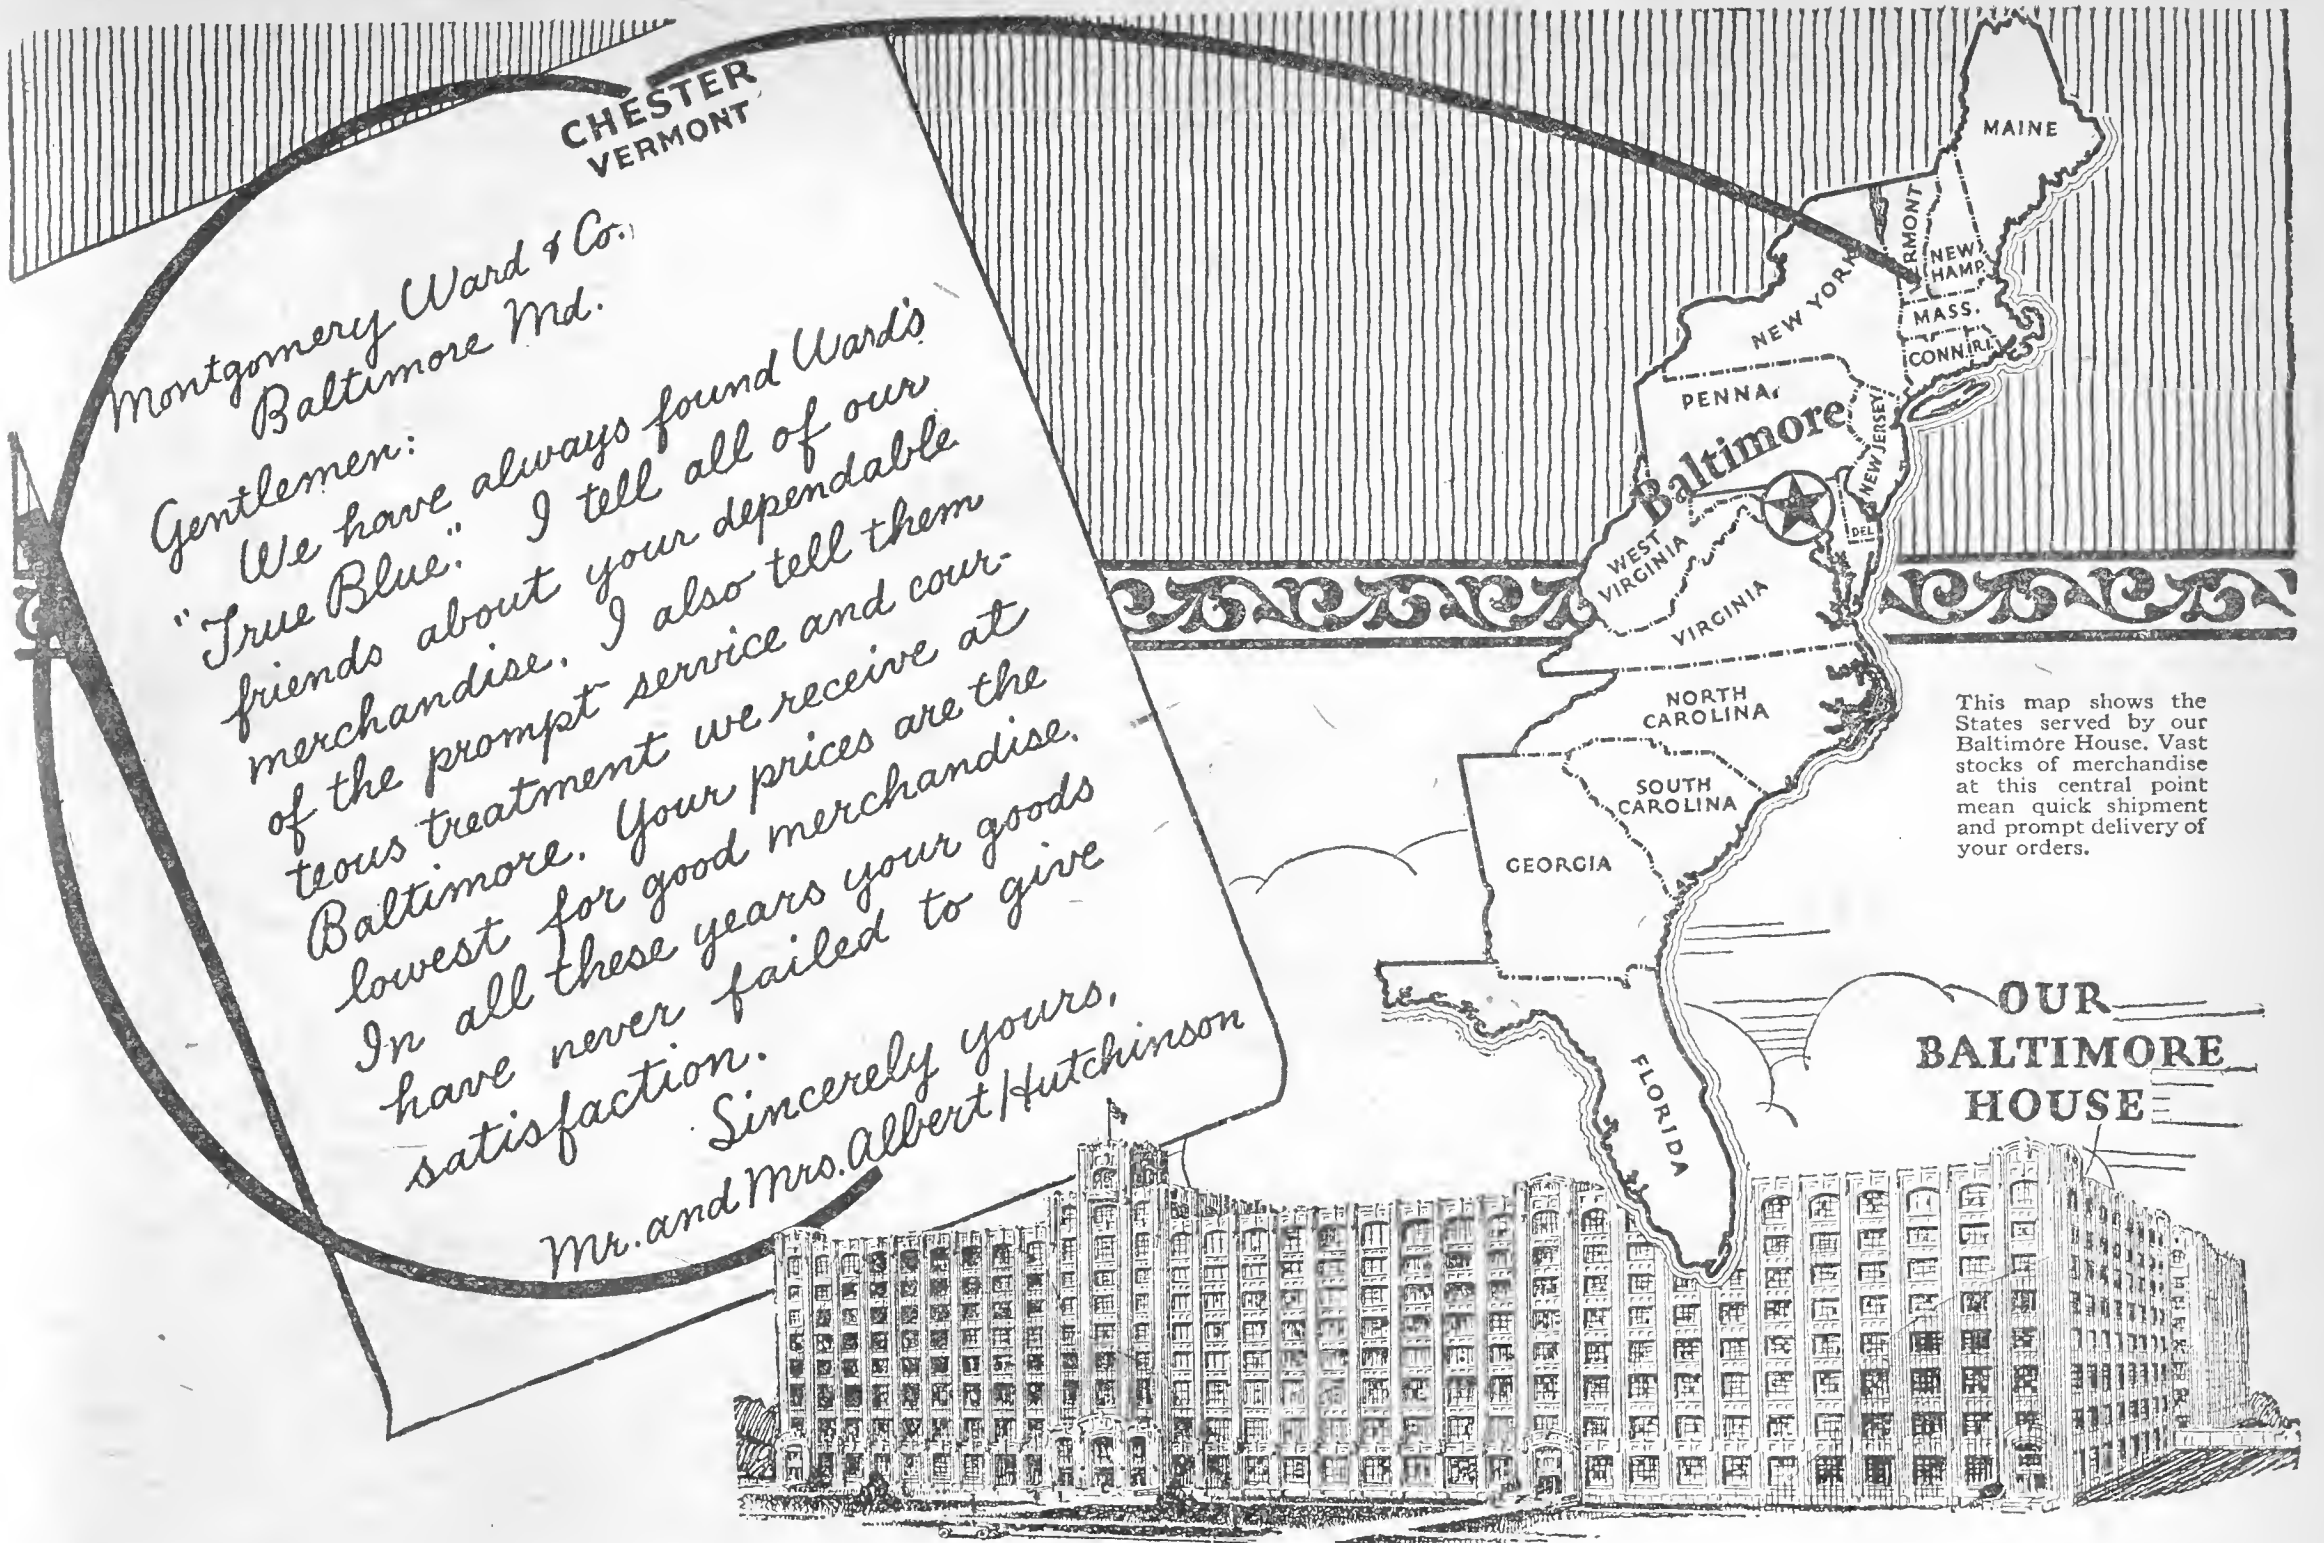 CHESTER
VERMONT
Montgomery Ward & Co.,
Baltimore Md.
Gentlemen:
We have always found Ward's
"True Blue." I tell all of our
friends about your dependable
merchandise. I also tell them
of the prompt service and cour-
teous treatment we receive at
Baltimore. Your prices are the
lowest for good merchandise.
In all these years your goods
have never failed to give
satisfaction.
Sincerely yours,
Mr. and Mrs. Albert Hutchinson
MAINE
VERMONT
NEW
HAMP.
NEW YORK
MASS.
CONN.
R.I.
PENNA.
NEW JERSEY
Baltimore
DEL
WEST
VIRGINIA
VIRGINIA
NORTH
CAROLINA
SOUTH
CAROLINA
GEORGIA
FLORIDA
This map shows the
States served by our
Baltimore House. Vast
stocks of merchandise
at this central point
mean quick shipment
and prompt delivery of
your orders.
OUR
BALTIMORE
HOUSE